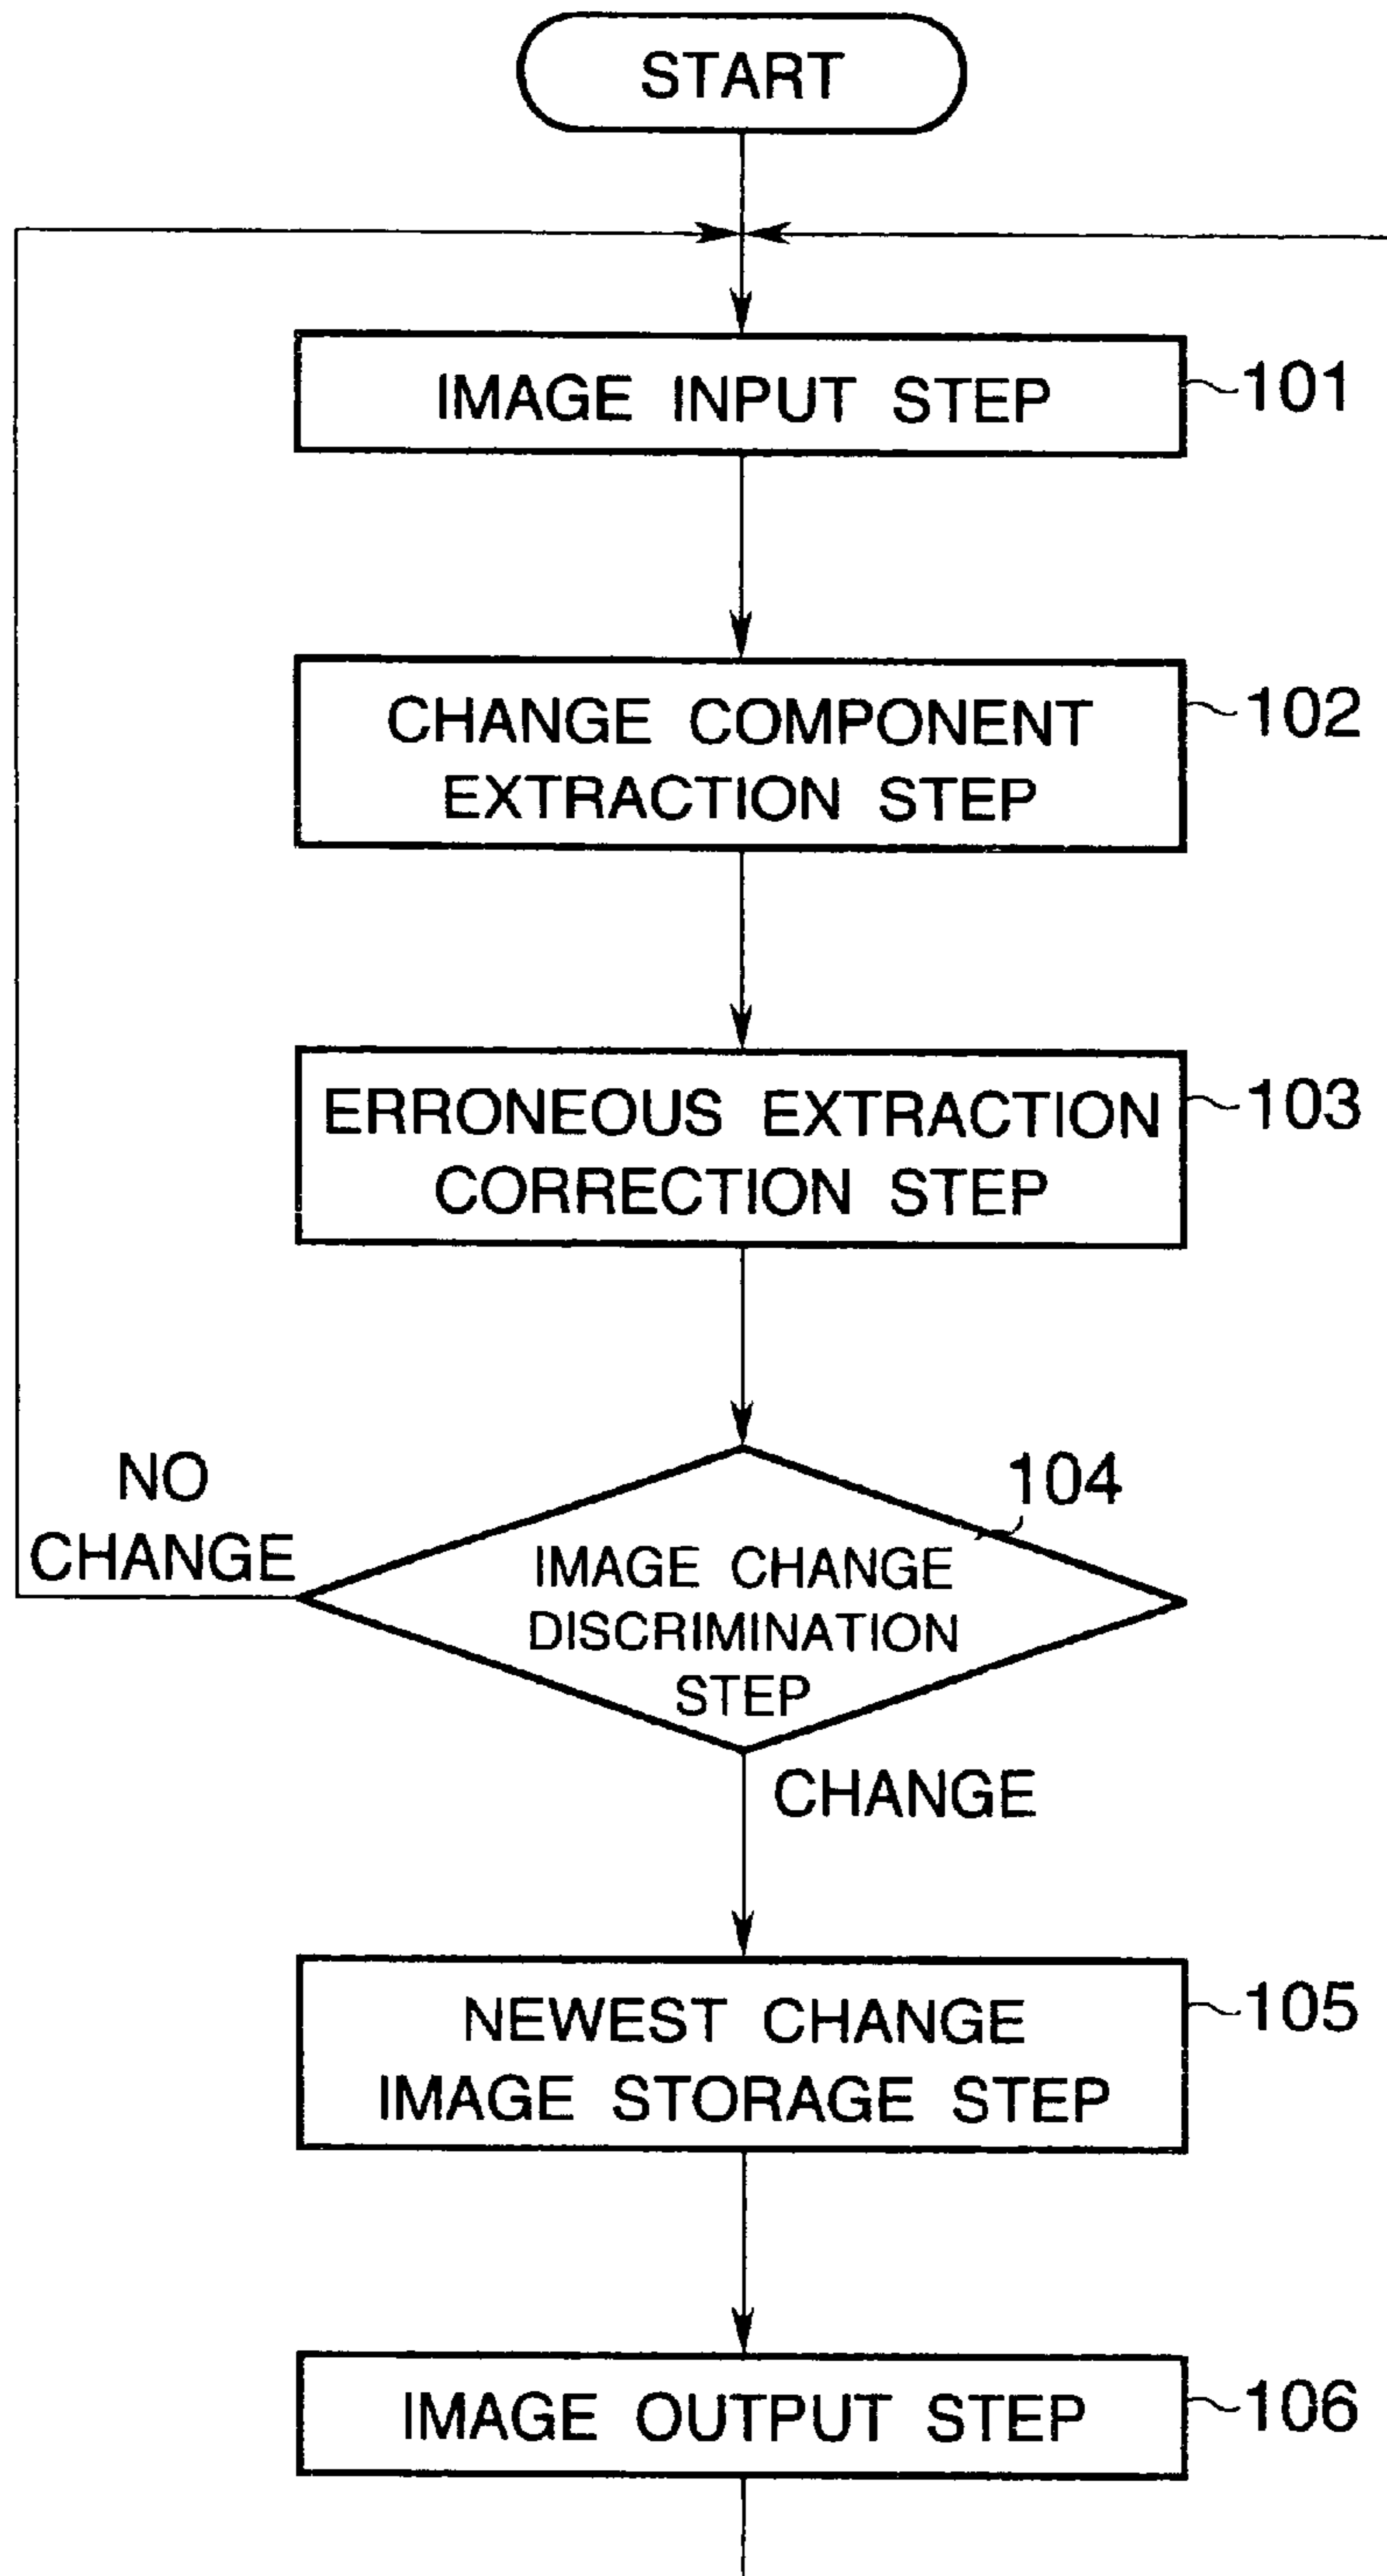 START
IMAGE INPUT STEP
101
CHANGE COMPONENT
EXTRACTION STEP
102
ERRONEOUS EXTRACTION
CORRECTION STEP
103
NO
CHANGE
104
IMAGE CHANGE
DISCRIMINATION
STEP
CHANGE
NEWEST CHANGE
IMAGE STORAGE STEP
105
IMAGE OUTPUT STEP
106